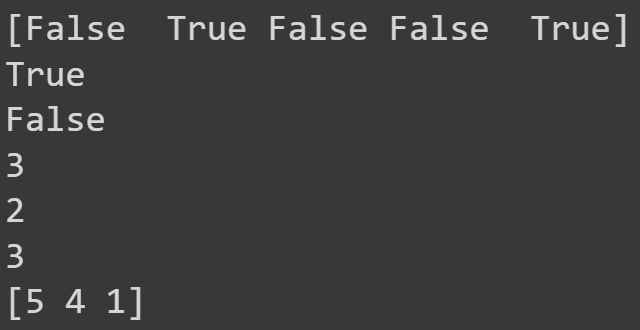 [False  True False False  True]
True
False
3
2
3
[5 4 1]